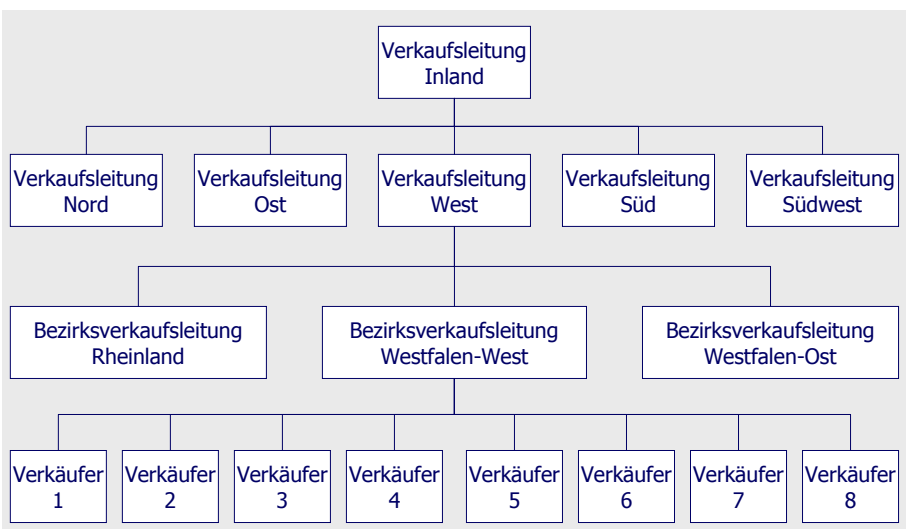 Verkaufsleitung
Inland
Verkaufsleitung
Nord
Verkaufsleitung
Ost
Verkaufsleitung
West
Verkaufsleitung
Süd
Verkaufsleitung
Südwest
Bezirksverkaufsleitung
Rheinland
Bezirksverkaufsleitung
Westfalen-West
Bezirksverkaufsleitung
Westfalen-Ost
Verkäufer
1
Verkäufer
2
Verkäufer
3
Verkäufer
4
Verkäufer
5
Verkäufer
6
Verkäufer
7
Verkäufer
8